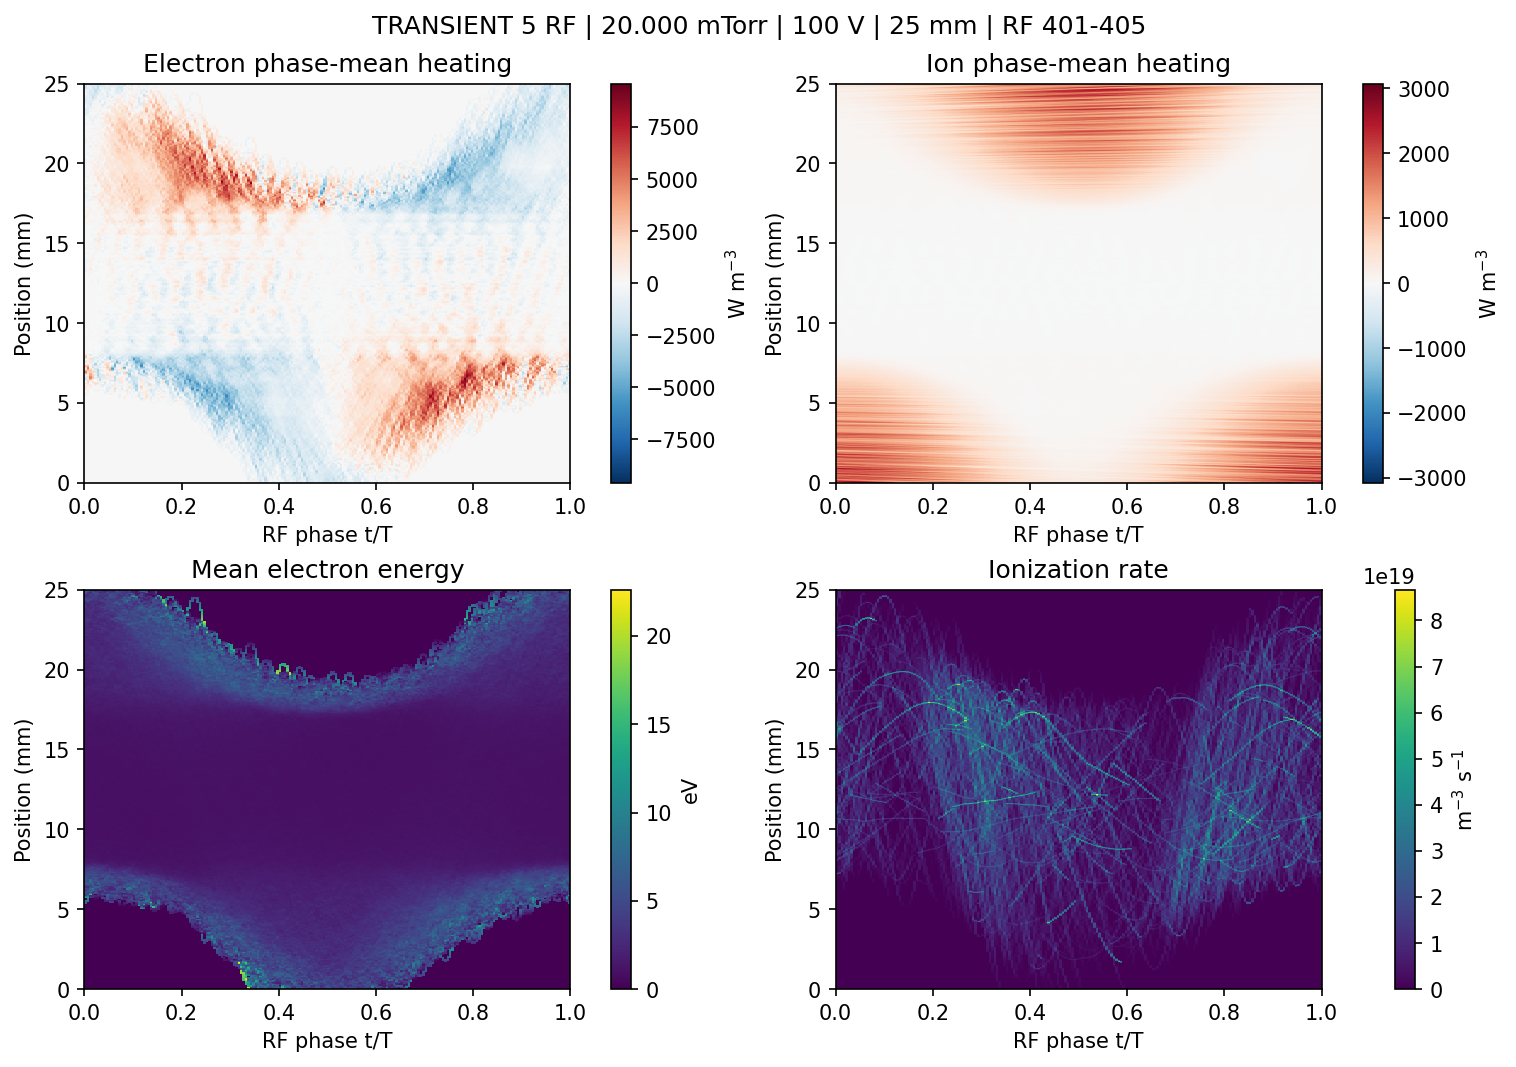 TRANSIENT 5 RF | 20.000 mTorr | 100 V | 25 mm | RF 401-405
Electron phase-mean heating
Position (mm)
25
20
15
10
5
0
0.0 0.2 0.4 0.6 0.8 1.0
RF phase t/T
7500
5000
2500
0
−2500
−5000
−7500
W m⁻³
Ion phase-mean heating
Position (mm)
25
20
15
10
5
0
0.0 0.2 0.4 0.6 0.8 1.0
RF phase t/T
3000
2000
1000
0
−1000
−2000
−3000
W m⁻³
Mean electron energy
Position (mm)
25
20
15
10
5
0
0.0 0.2 0.4 0.6 0.8 1.0
RF phase t/T
20
15
10
5
0
eV
Ionization rate
Position (mm)
25
20
15
10
5
0
0.0 0.2 0.4 0.6 0.8 1.0
RF phase t/T
1e19
8
7
6
5
4
3
2
1
0
m⁻³ s⁻¹